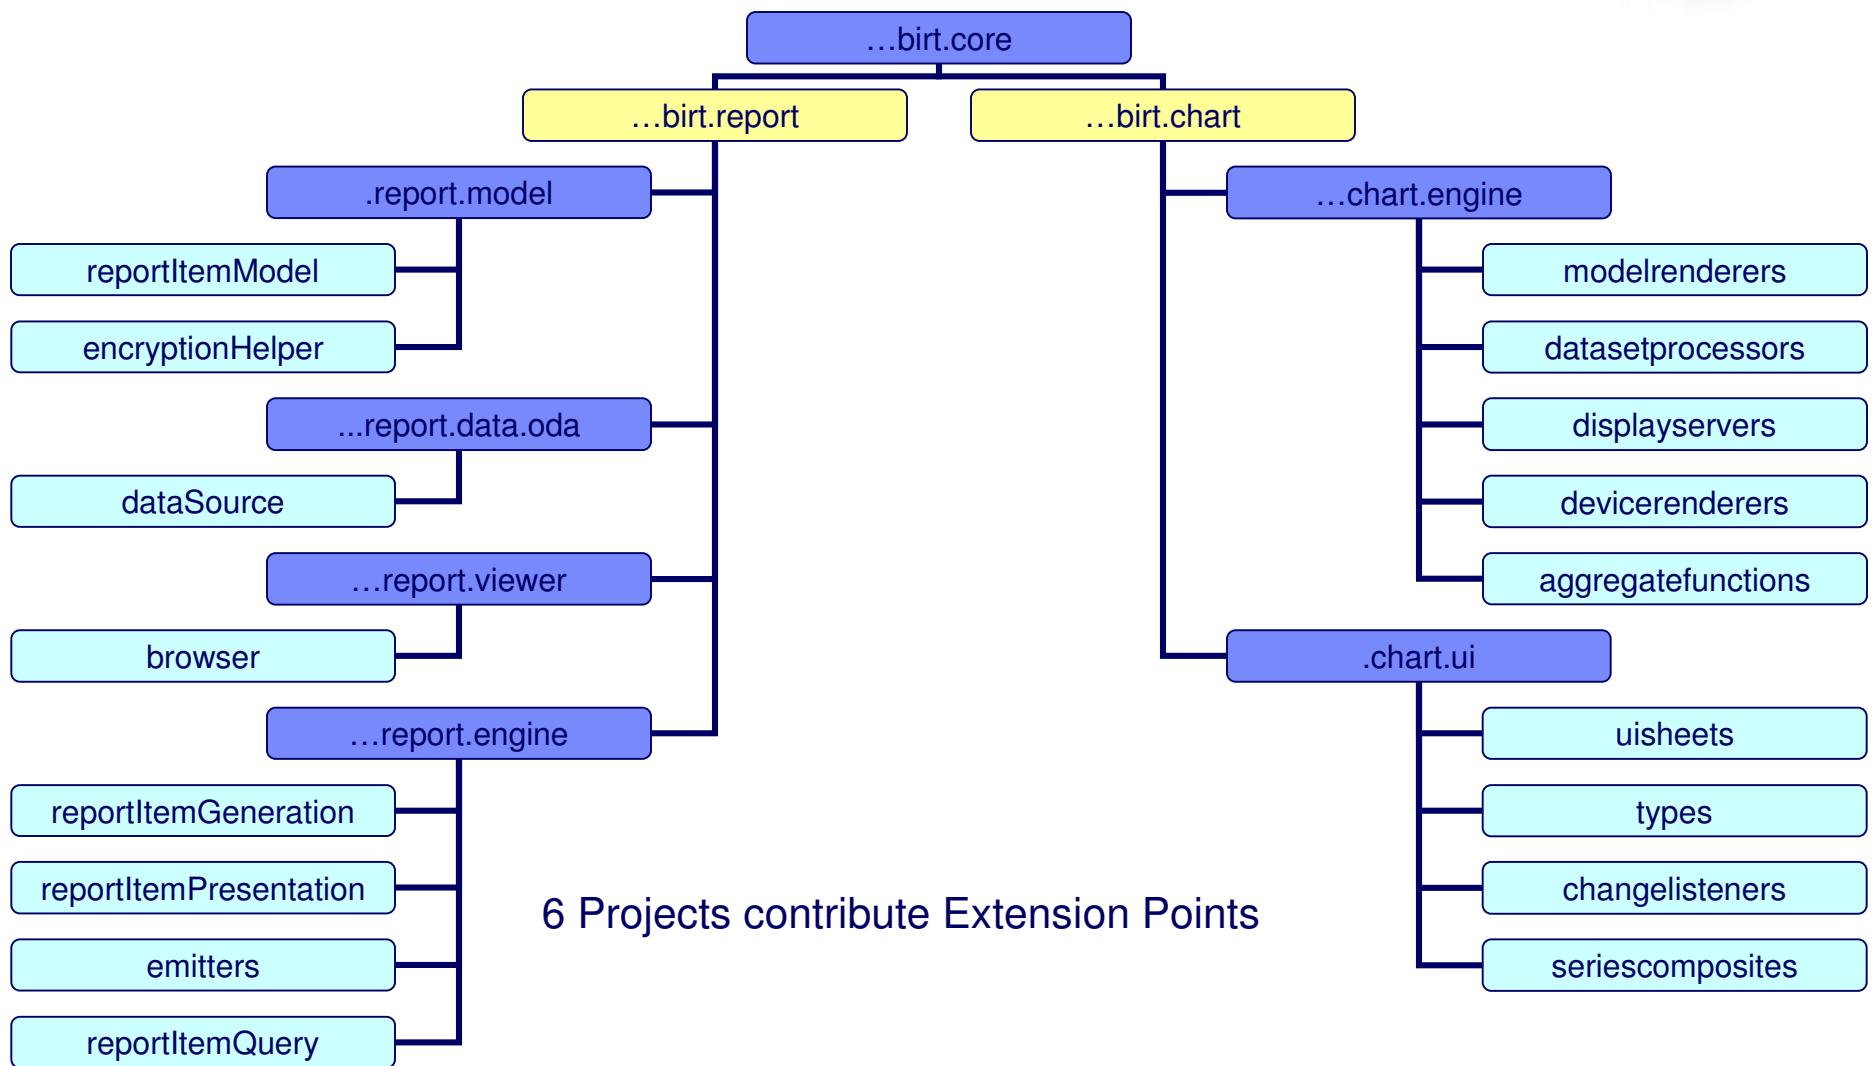 …birt.core
…birt.report
…birt.chart
.report.model
reportItemModel
encryptionHelper
...report.data.oda
dataSource
…report.viewer
browser
…report.engine
reportItemGeneration
reportItemPresentation
emitters
reportItemQuery
…chart.engine
modelrenderers
datasetprocessors
displayservers
devicerenderers
aggregatefunctions
.chart.ui
uisheets
types
changelisteners
seriescomposites
6 Projects contribute Extension Points